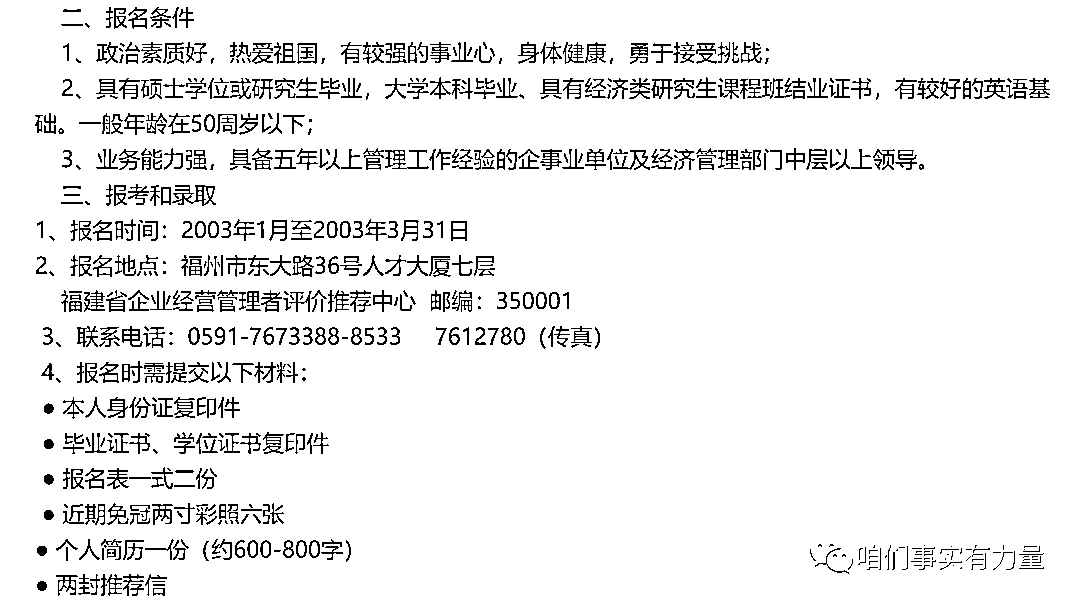 二、报名条件
1、政治素质好，热爱祖国，有较强的事业心，身体健康，勇于接受挑战；
2、具有硕士学位或研究生毕业，大学本科毕业、具有经济类研究生课程班结业证书，有较好的英语基
础。一般年龄在50周岁以下；
3、业务能力强，具备五年以上管理工作经验的企事业单位及经济管理部门中层以上领导。
三、报考和录取
1、报名时间：2003年1月至2003年3月31日
2、报名地点：福州市东大路36号人才大厦七层
福建省企业经营管理者评价推荐中心 邮编：350001
3、联系电话：0591-7673388-8533 7612780（传真）
4、报名时需提交以下材料：
● 本人身份证复印件
● 毕业证书、学位证书复印件
● 报名表一式二份
● 近期免冠两寸彩照六张
● 个人简历一份（约600-800字）
● 两封推荐信
咱们事实有力量